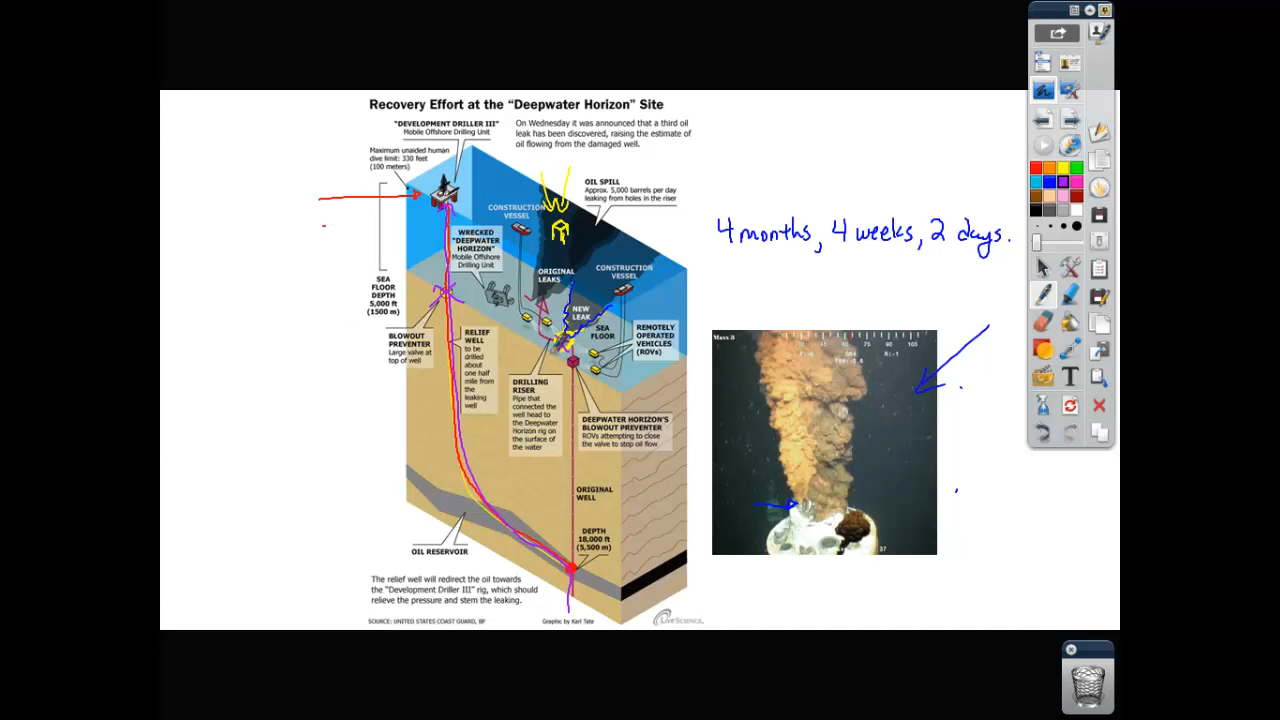 Recovery Effort at the “Deepwater Horizon” Site
“DEVELOPMENT DRILLER III”
Mobile Offshore Drilling Unit
On Wednesday it was announced that a third oil
leak has been discovered, raising the estimate of
oil flowing from the damaged well.
Maximum unaided human
dive limit: 330 feet
(100 meters)
OIL SPILL
Approx. 5,000 barrels per day
leaking from holes in the riser
CONSTRUCTION
VESSEL
WRECKED
“DEEPWATER
HORIZON”
Mobile Offshore
Drilling Unit
ORIGINAL
LEAKS
CONSTRUCTION
VESSEL
SEA
FLOOR
DEPTH
5,000 ft
(1500 m)
NEW
LEAK
SEA
FLOOR
REMOTELY
OPERATED
VEHICLES
(ROVs)
BLOWOUT
PREVENTER
Large valve at
top of well
RELIEF
WELL
to be
drilled
about
one half
mile from
the
leaking
well
DRILLING
RISER
Pipe that
connected the
well head to
the Deepwater
Horizon rig on
the surface of
the water
DEEPWATER HORIZON'S
BLOWOUT PREVENTER
ROVs attempting to close
the valve to stop oil flow
ORIGINAL
WELL
DEPTH
18,000 ft
(5,500 m)
OIL RESERVOIR
The relief well will redirect the oil towards
the “Development Driller III” rig, which should
relieve the pressure and stem the leaking.
SOURCE: UNITED STATES COAST GUARD, BP
Graphic by Karl Tate
LIVESCIENCE.
4 months, 4 weeks, 2 days.